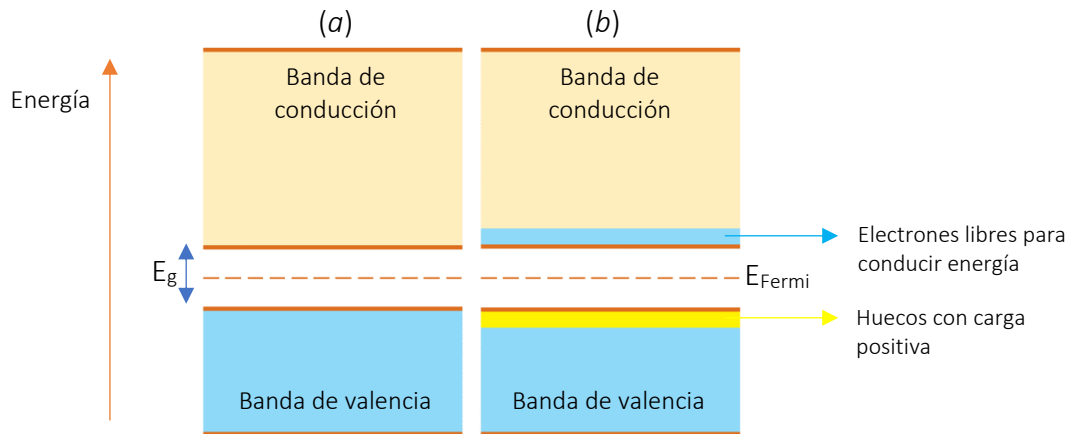 (a)
(b)
Energía
Banda de
conducción
Banda de
conducción
Electrones libres para
conducir energía
Eg
EFermi
Huecos con carga
positiva
Banda de valencia
Banda de valencia